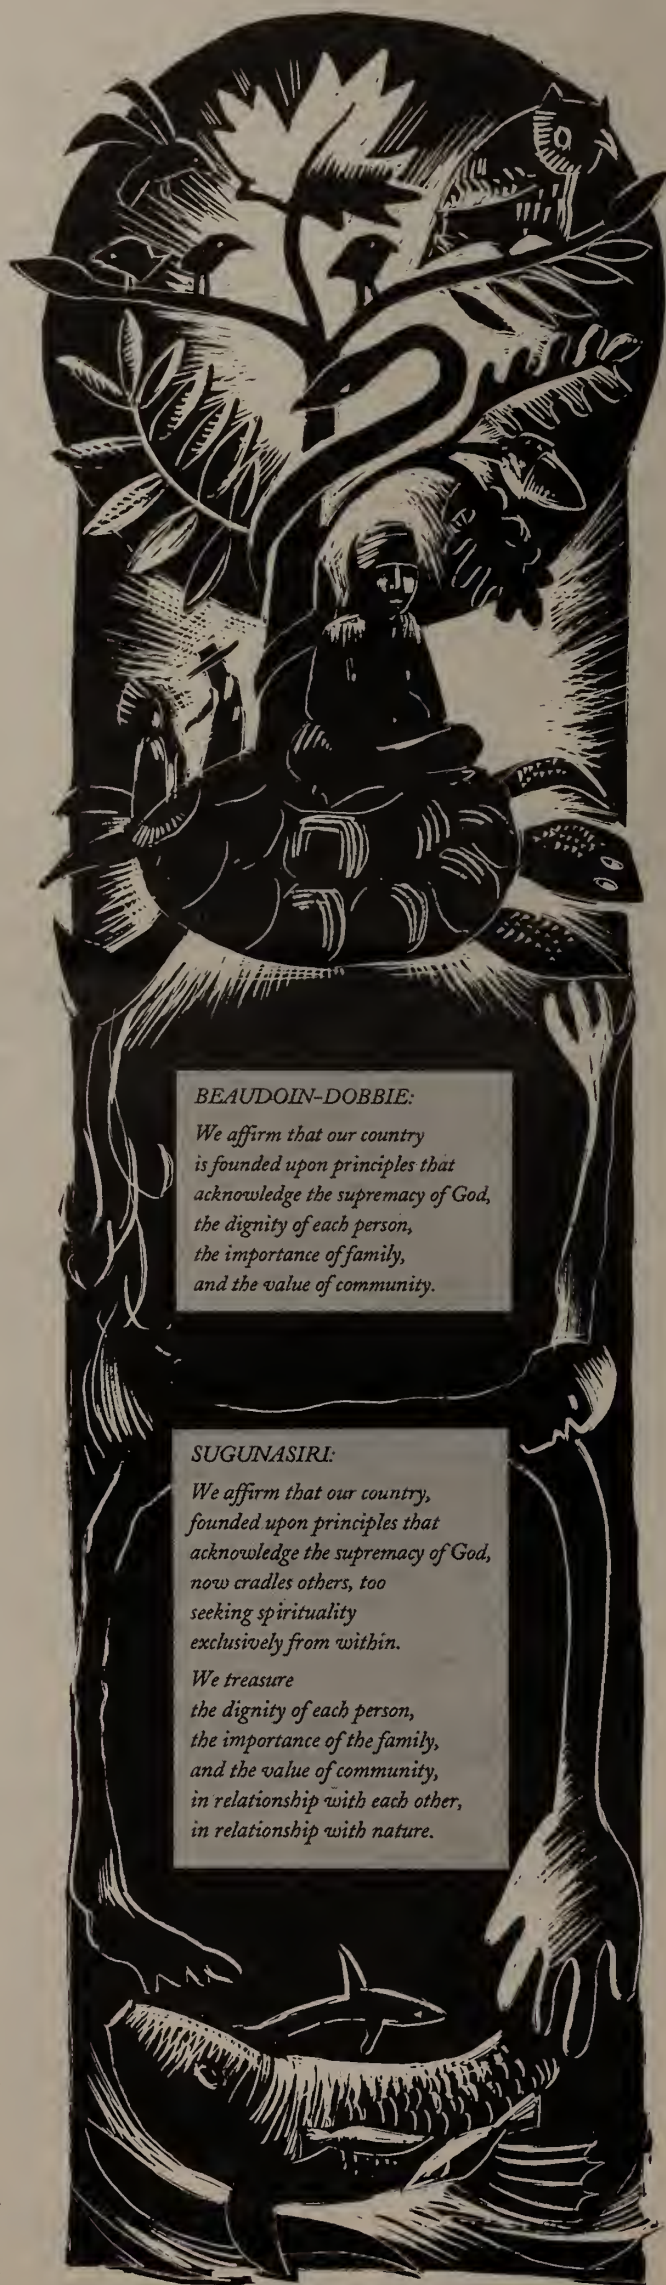 BEAUDOIN-DOBBIE:
We affirm that our country
is founded upon principles that
acknowledge the supremacy of God,
the dignity of each person,
the importance of family,
and the value of community.
SUGUNASIRI:
We affirm that our country,
founded upon principles that
acknowledge the supremacy of God,
now cradles others, too
seeking spirituality
exclusively from within.
We treasure
the dignity of each person,
the importance of the family,
and the value of community,
in relationship with each other,
in relationship with nature.